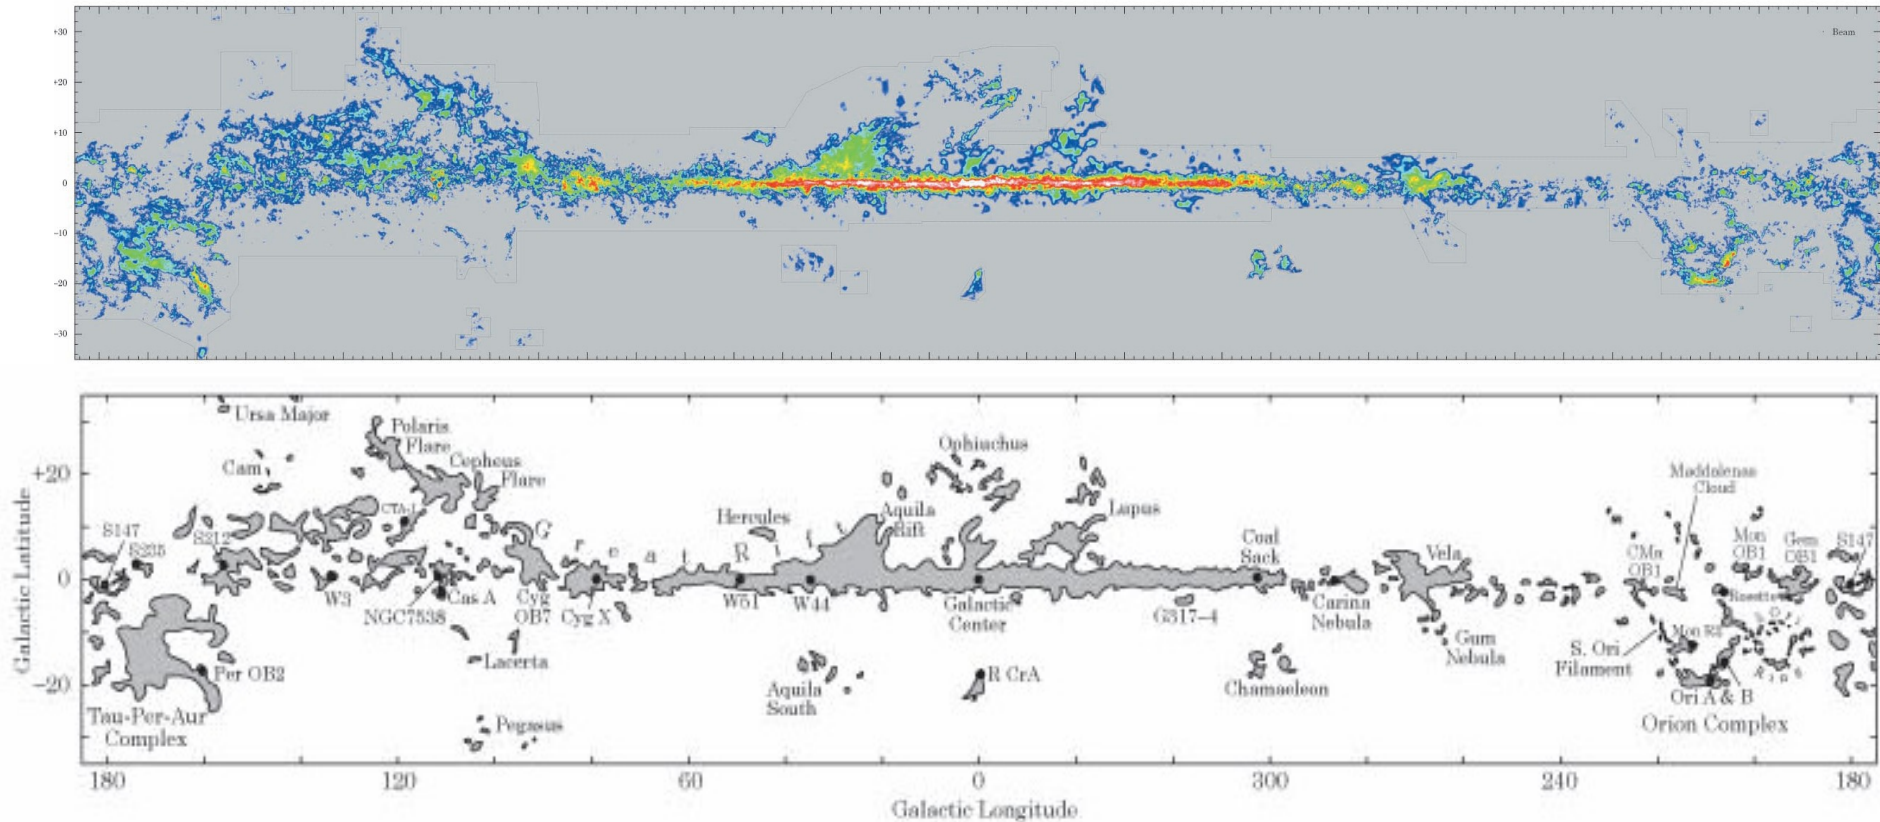 +30
+20
+10
0
−10
−20
−30
Beam
Galactic Latitude
+20
0
−20
Ursa Major
Polaris
Flare
Cepheus
Flare
Cam
CTA-1
S147
S235
S212
W3
NGC7538
Cas A
Cyg
OB7
Cyg X
G r e a t R i f t
Lacerta
Per OB2
Tau-Per-Aur
Complex
Pegasus
Hercules
W51
W44
Aquila
Rift
Aquila
South
Ophiuchus
Galactic
Center
R CrA
Lupus
G317−4
Coal
Sack
Chamaeleon
Carina
Nebula
Vela
Gum
Nebula
Maddalenas
Cloud
CMa
OB1
Mon
OB1
Gem
OB1
S147
Rosette
Mon R2
S. Ori
Filament
Ori A & B
Orion Complex
Ring
180
120
60
0
300
240
180
Galactic Longitude